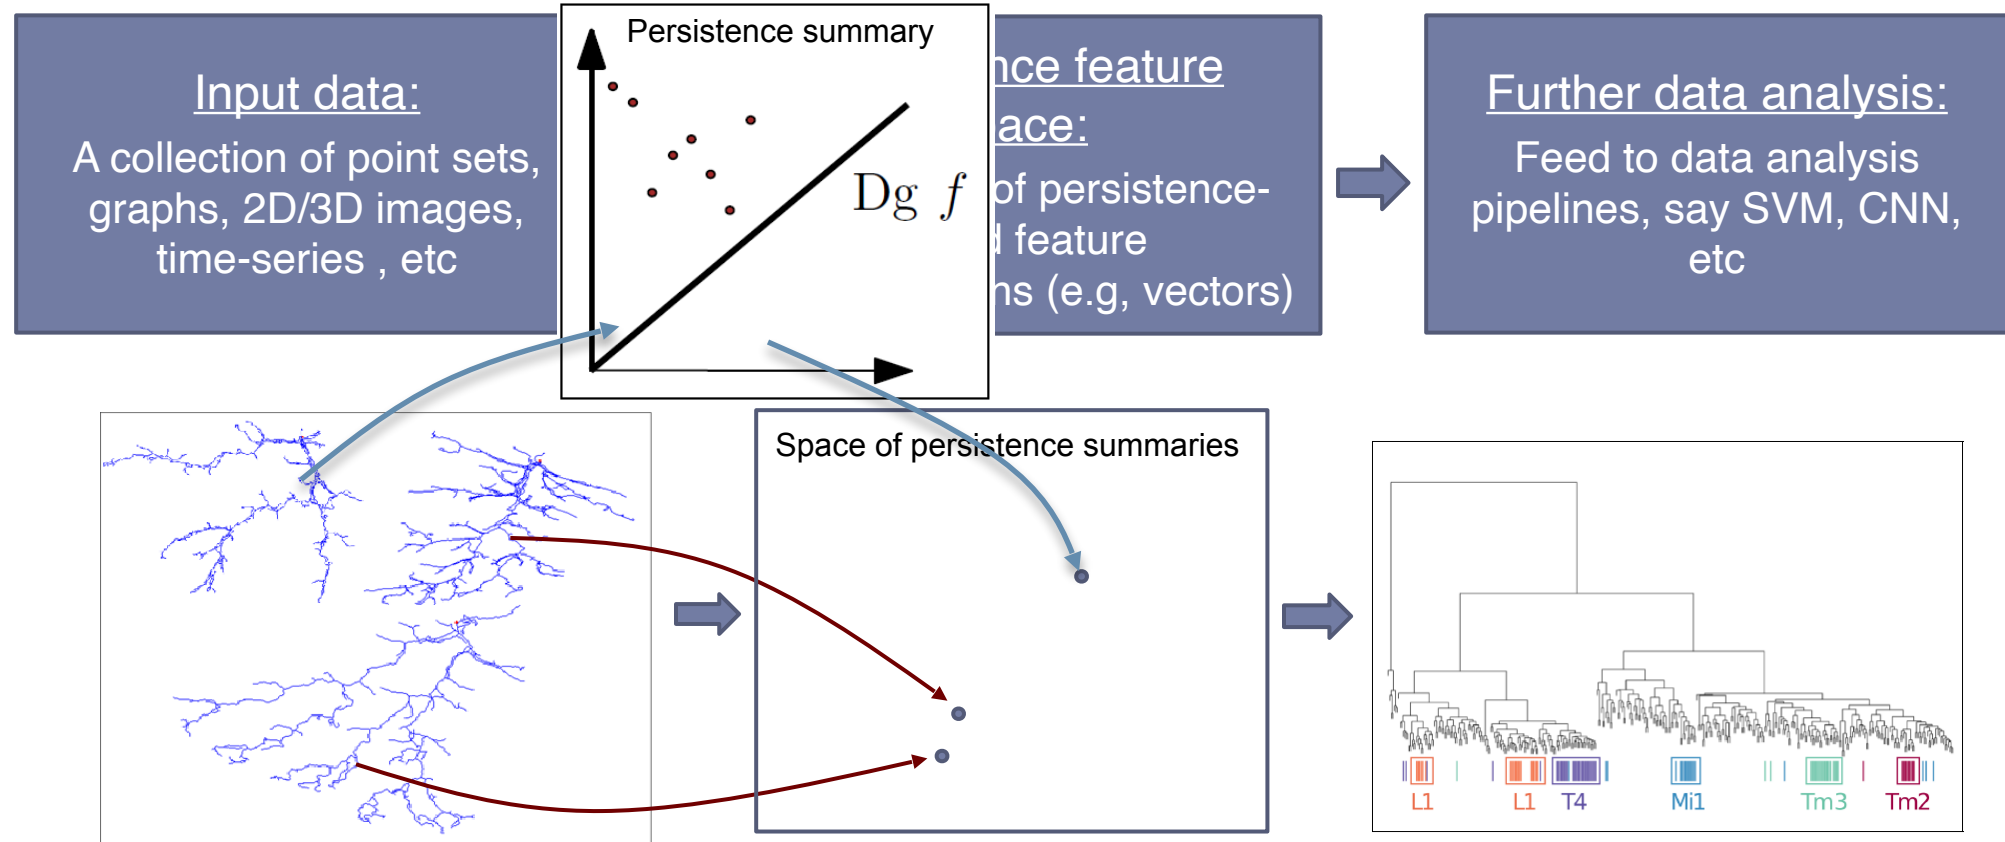 Input data:
A collection of point sets,
graphs, 2D/3D images,
time-series , etc
Persistence summary
Dg f
nce feature
ace:
of persistence-
feature
ns (e.g, vectors)
Further data analysis:
Feed to data analysis
pipelines, say SVM, CNN,
etc
Space of persistence summaries
L1
L1
T4
Mi1
Tm3
Tm2